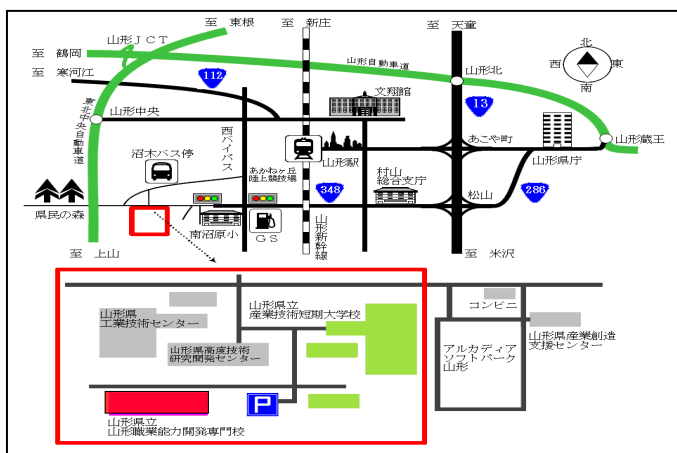 至 東根
至 新庄
至 天童
山形JCT
至 鶴岡
至 寒河江
112
山形自動車道
山形北
北
西
東
南
文翔館
13
東北中央自動車道
山形中央
西バイパス
あこや町
山形蔵王
沼木バス停
山形駅
山形県庁
あかねヶ丘
陸上競技場
348
村山
総合支庁
松山
286
県民の森
南沼原小
GS
山形新幹線
至 上山
至 米沢
山形県
工業技術センター
山形県立
産業技術短期大学校
コンビニ
山形県高度技術
研究開発センター
アルカディア
ソフトパーク
山形
山形県産業創造
支援センター
P
山形県立
山形職業能力開発専門校